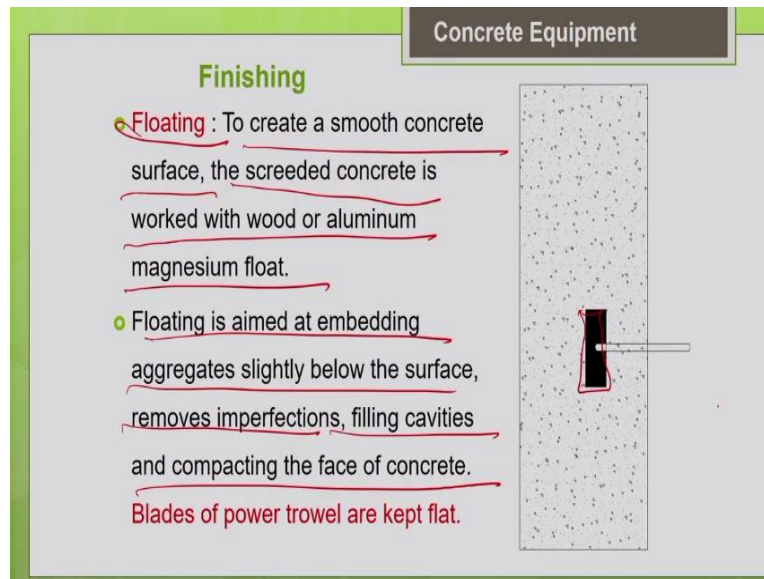 Concrete Equipment
Finishing
Floating : To create a smooth concrete
surface, the screeded concrete is
worked with wood or aluminum
magnesium float.
Floating is aimed at embedding
aggregates slightly below the surface,
removes imperfections, filling cavities
and compacting the face of concrete.
Blades of power trowel are kept flat.